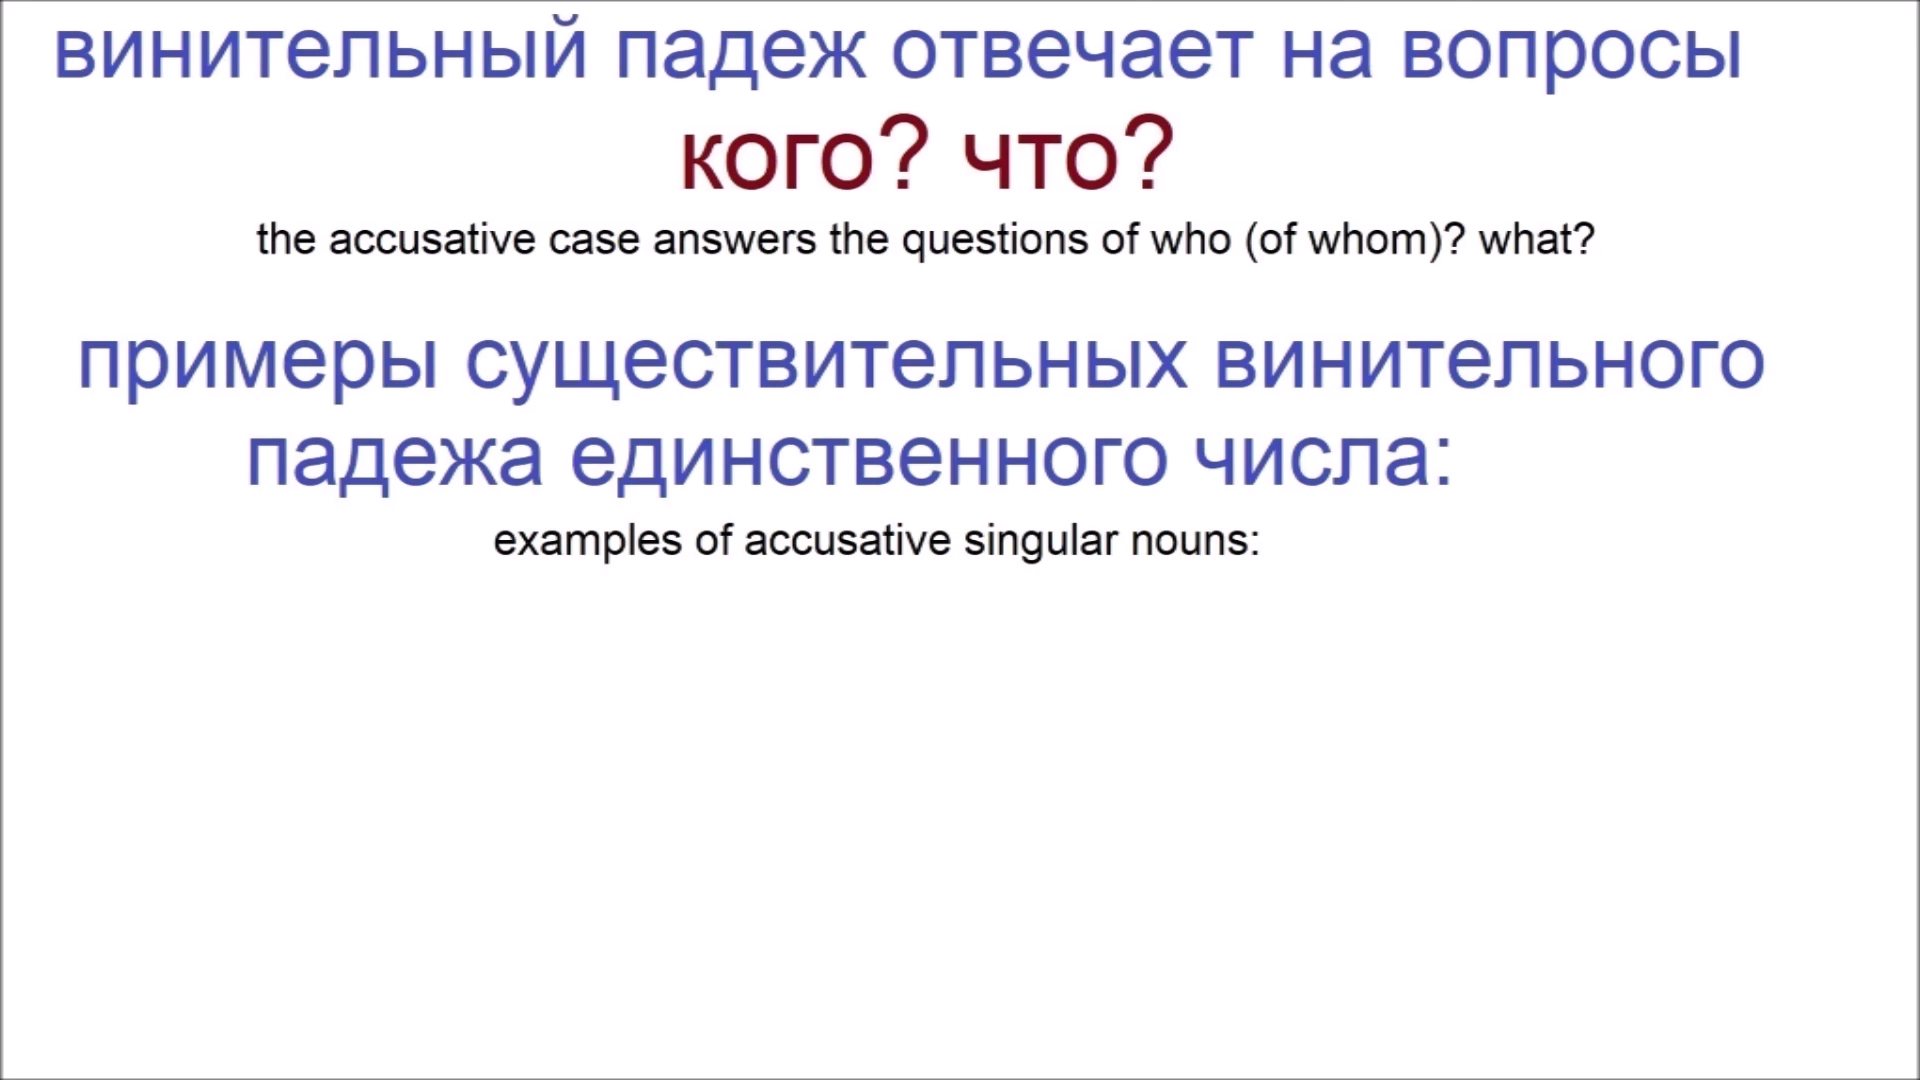 винительный падеж отвечает на вопросы
кого? что?
the accusative case answers the questions of who (of whom)? what?
примеры существительных винительного
падежа единственного числа:
examples of accusative singular nouns: